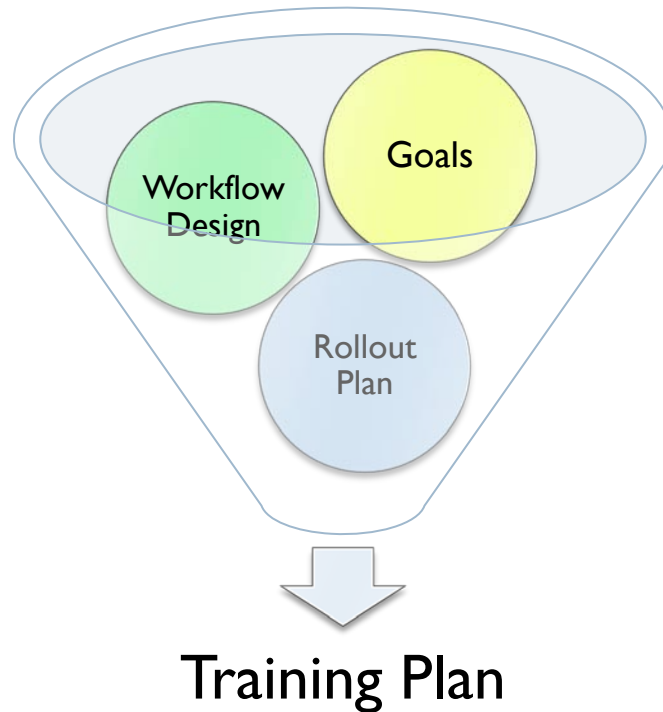 Workflow
Design
Goals
Rollout
Plan
Training Plan